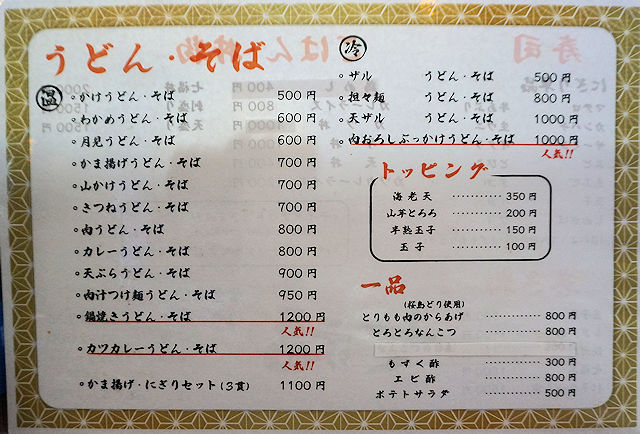 うどん・そば
温
・かけうどん・そば 500円
・わかめうどん・そば 600円
・月見うどん・そば 600円
・かま揚げうどん・そば 700円
・山かけうどん・そば 700円
・きつねうどん・そば 700円
・肉うどん・そば 800円
・カレーうどん・そば 800円
・天ぷらうどん・そば 900円
・肉汁つけ麺うどん・そば 950円
・鍋焼きうどん・そば 1200円
人気!!
・カツカレーうどん・そば 1200円
人気!!
・かま揚げ・にぎりセット(3貫) 1100円
冷
・ザル うどん・そば 500円
・担々麺 うどん・そば 800円
・天ザル うどん・そば 1000円
・肉おろしぶっかけうどん・そば 1000円
人気!!
トッピング
海老天 ………… 350円
山芋とろろ ………… 200円
半熟玉子 ………… 150円
玉子 ………… 100円
一品
(桜島どり使用)
とりもも肉のからあげ ………… 800円
とろとろなんこつ ………… 800円
もずく酢 ………… 300円
エビ酢 ………… 800円
ポテトサラダ ………… 500円